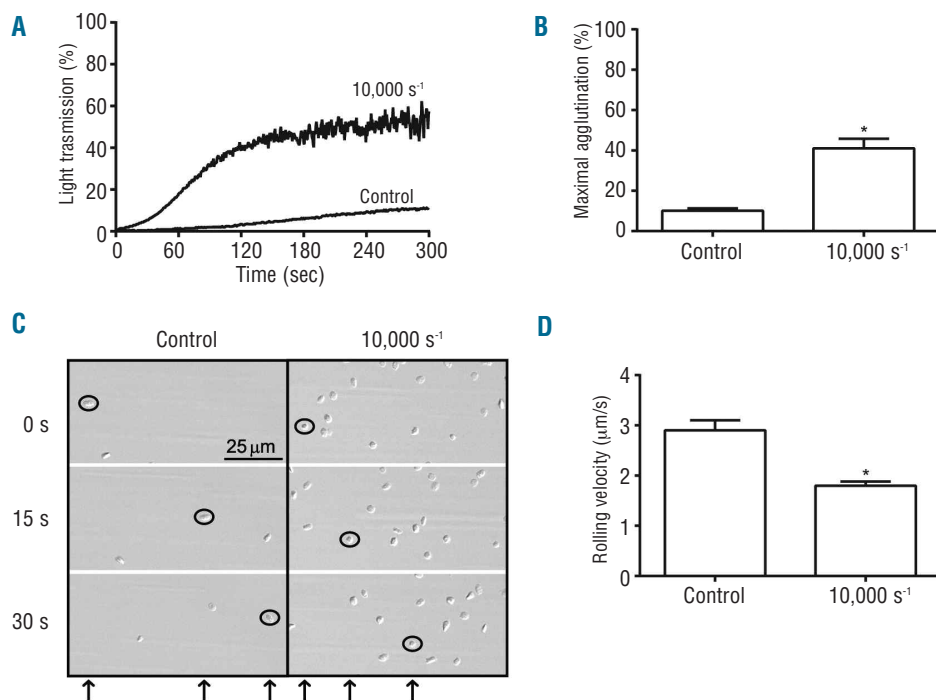 A
Light trasmission (%)
100
80
60
40
20
0
10,000 s-1
Control
0 60 120 180 240 300
Time (sec)
B
Maximal agglutination (%)
100
80
60
40
20
0
*
Control 10,000 s-1
C
Control 10,000 s-1
0 s
25 μm
15 s
30 s
D
Rolling velocity (μm/s)
4
3
2
1
0
*
Control 10,000 s-1